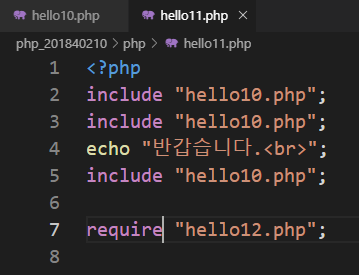 hello10.php
hello11.php
php_201840210 > php > hello11.php
1 <?php
2 include "hello10.php";
3 include "hello10.php";
4 echo "반갑습니다.<br>";
5 include "hello10.php";
6
7 require "hello12.php";
8